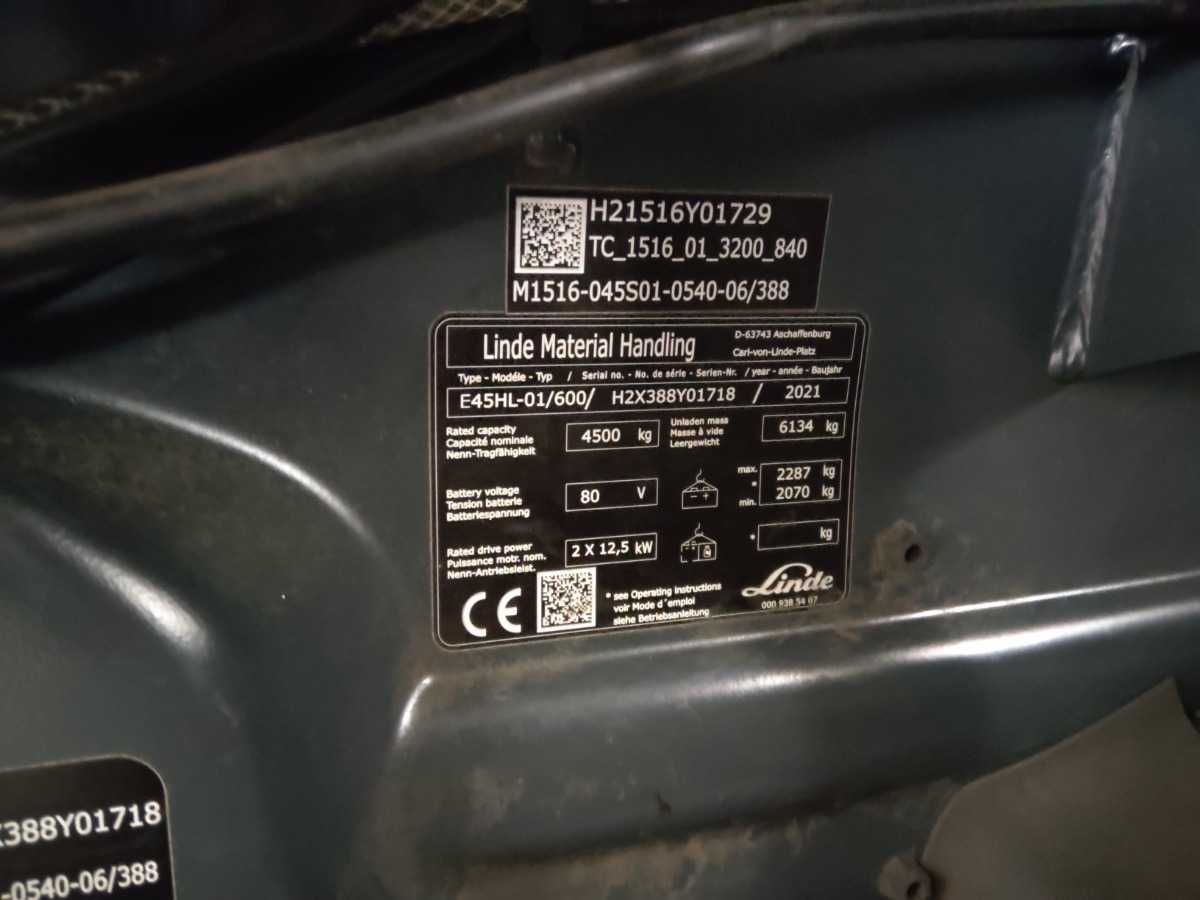 H21516Y01729
TC_1516_01_3200_840
M1516-045S01-0540-06/388
Linde Material Handling
D-63743 Aschaffenburg
Carl-von-Linde-Platz
Type - Modéle - Typ / Serial no. - No. de série - Serien-Nr. / year - année - Baujahr
E45HL-01/600/ H2X388Y01718 / 2021
Rated capacity
Capacité nominale
Nenn-Tragfähigkeit
4500 kg
Unladen mass
Masse à vide
Leergewicht
6134 kg
Battery voltage
Tension batterie
Batteriespannung
80 V
- +
max. 2287 kg
*
min. 2070 kg
Rated drive power
Puissance motr. nom.
Nenn-Antriebsleist.
2 X 12,5 kW
* kg
CE
* see Operating instructions
voir Mode d'emploi
siehe Betriebsanleitung
Linde
000 938 54 07
X388Y01718
-0540-06/388